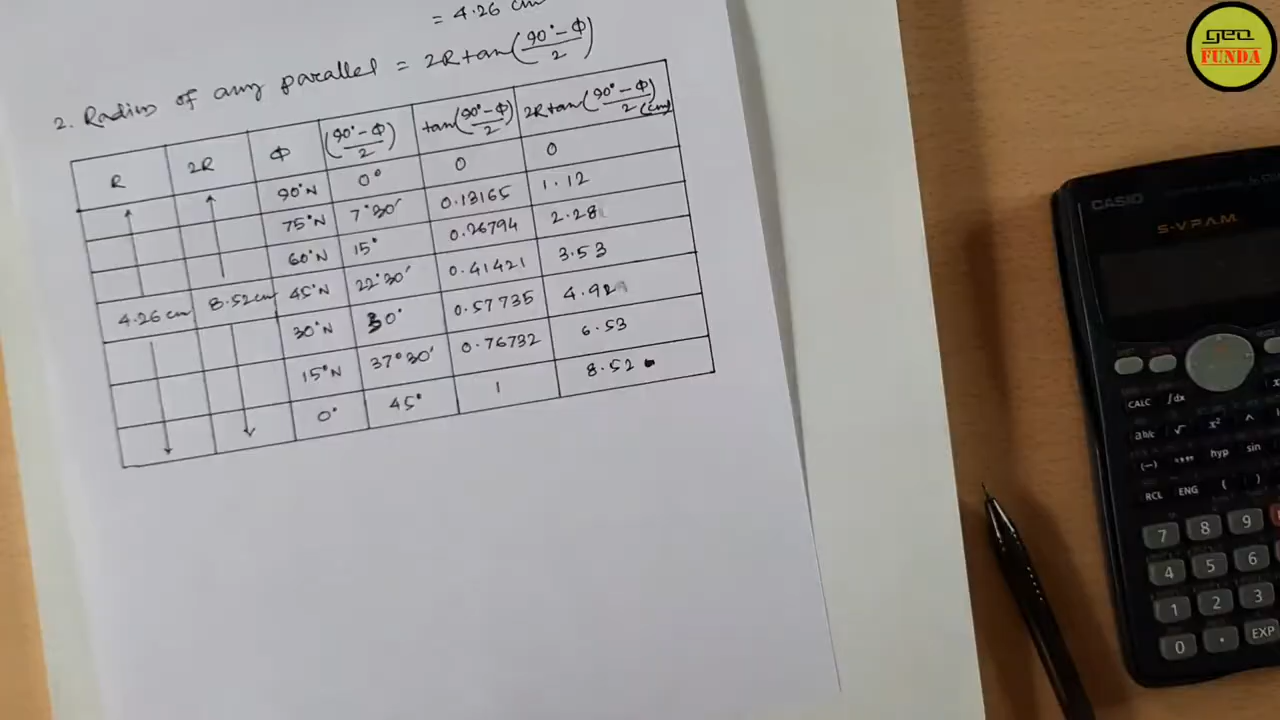 = 4.26 cm
2. Radius of any parallel = 2R tan((90°-Φ)/2)
R 2R Φ ((90°-Φ)/2) tan((90°-Φ)/2) 2R tan((90°-Φ)/2) (cm)
90°N 0° 0 0
75°N 7°30′ 0.13165 1.12
60°N 15° 0.26794 2.28
4.26 cm 8.52 cm 45°N 22°30′ 0.41421 3.53
30°N 30° 0.57735 4.92
15°N 37°30′ 0.76732 6.53
0° 45° 1 8.52
geo
FUNDA
CASIO
S-V.P.A.M.
CALC ∫dx
ab/c √ x² ^
(−) °′″ hyp sin
RCL ENG ( )
7 8 9
4 5 6
1 2 3
0 · EXP